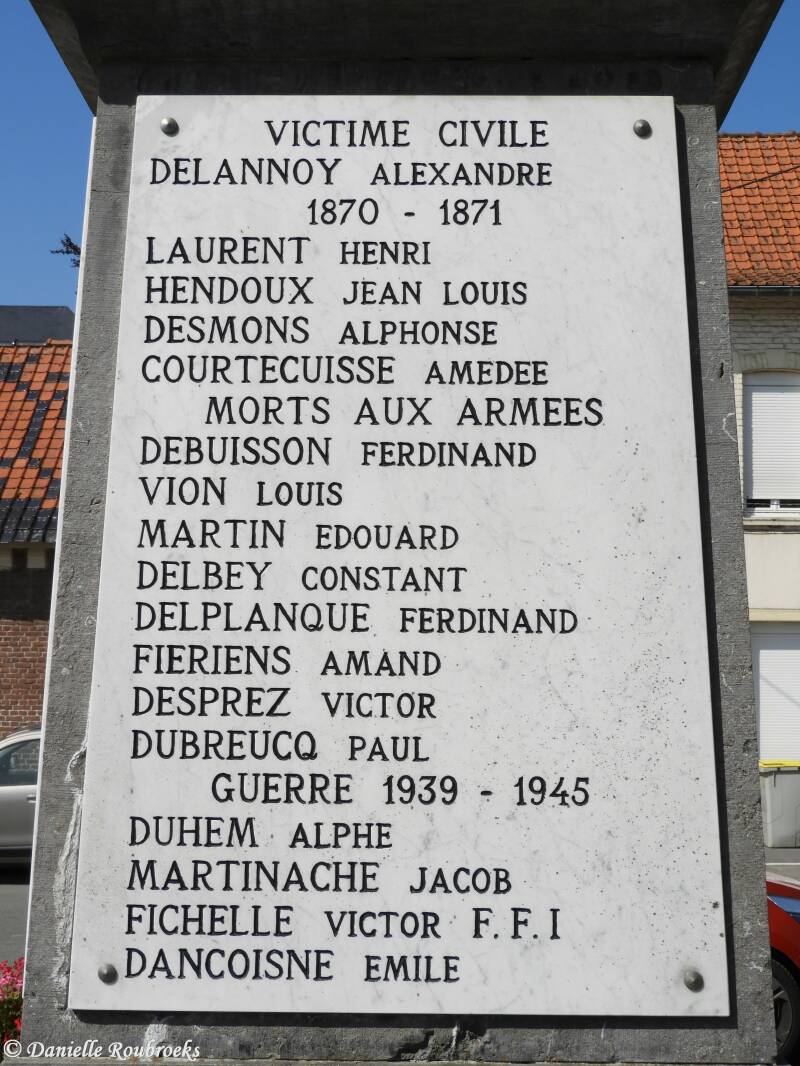 VICTIME CIVILE
DELANNOY ALEXANDRE
1870 - 1871
LAURENT HENRI
HENDOUX JEAN LOUIS
DESMONS ALPHONSE
COURTECUISSE AMEDEE
MORTS AUX ARMEES
DEBUISSON FERDINAND
VION LOUIS
MARTIN EDOUARD
DELBEY CONSTANT
DELPLANQUE FERDINAND
FIERIENS AMAND
DESPREZ VICTOR
DUBREUCQ PAUL
GUERRE 1939 - 1945
DUHEM ALPHE
MARTINACHE JACOB
FICHELLE VICTOR F. F. I
DANCOISNE EMILE
© Danielle Roubroeks